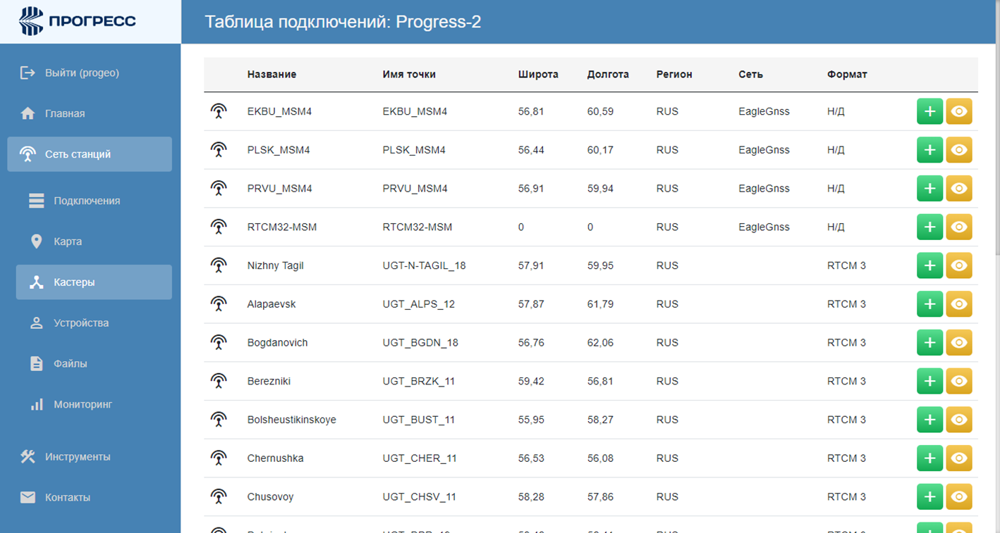 ПРОГРЕСС
Таблица подключений: Progress-2
Выйти (progeo)
Главная
Сеть станций
Подключения
Карта
Кастеры
Устройства
Файлы
Мониторинг
Инструменты
Контакты
Название Имя точки Широта Долгота Регион Сеть Формат
EKBU_MSM4 EKBU_MSM4 56,81 60,59 RUS EagleGnss Н/Д
PLSK_MSM4 PLSK_MSM4 56,44 60,17 RUS EagleGnss Н/Д
PRVU_MSM4 PRVU_MSM4 56,91 59,94 RUS EagleGnss Н/Д
RTCM32-MSM RTCM32-MSM 0 0 RUS EagleGnss Н/Д
Nizhny Tagil UGT-N-TAGIL_18 57,91 59,95 RUS RTCM 3
Alapaevsk UGT_ALPS_12 57,87 61,79 RUS RTCM 3
Bogdanovich UGT_BGDN_18 56,76 62,06 RUS RTCM 3
Berezniki UGT_BRZK_11 59,42 56,81 RUS RTCM 3
Bolsheustikinskoye UGT_BUST_11 55,95 58,27 RUS RTCM 3
Chernushka UGT_CHER_11 56,53 56,08 RUS RTCM 3
Chusovoy UGT_CHSV_11 58,28 57,86 RUS RTCM 3